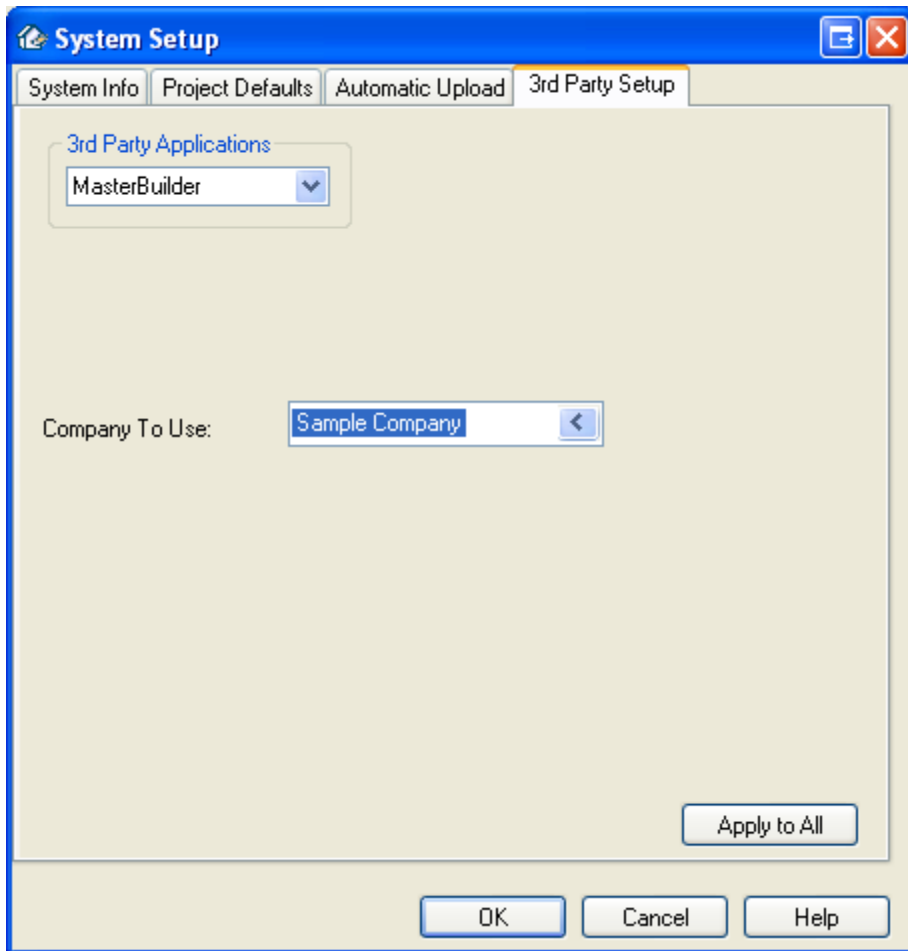 System Setup
System Info Project Defaults Automatic Upload 3rd Party Setup
3rd Party Applications
MasterBuilder
Company To Use: Sample Company
Apply to All
OK Cancel Help